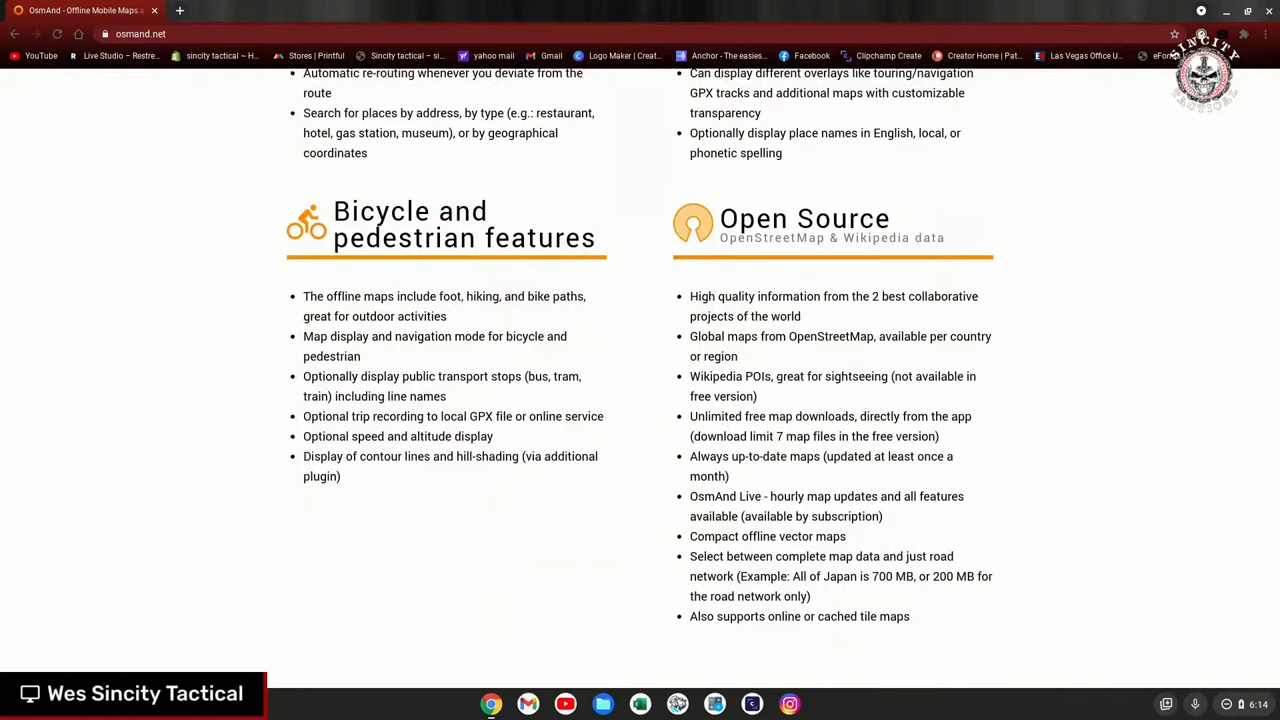 OsmAnd - Offline Mobile Maps a
osmand.net
YouTube
Live Studio – Restre...
sincity tactical ~ H...
Stores | Printful
Sincity tactical – si...
yahoo mail
Gmail
Logo Maker | Creat...
Anchor - The easies...
Facebook
Clipchamp Create
Creator Home | Pat...
Las Vegas Office U...
eForms
SINCITY
TACTICAL
Automatic re-routing whenever you deviate from the
route
Search for places by address, by type (e.g.: restaurant,
hotel, gas station, museum), or by geographical
coordinates
Can display different overlays like touring/navigation
GPX tracks and additional maps with customizable
transparency
Optionally display place names in English, local, or
phonetic spelling
Bicycle and
pedestrian features
The offline maps include foot, hiking, and bike paths,
great for outdoor activities
Map display and navigation mode for bicycle and
pedestrian
Optionally display public transport stops (bus, tram,
train) including line names
Optional trip recording to local GPX file or online service
Optional speed and altitude display
Display of contour lines and hill-shading (via additional
plugin)
Open Source
OpenStreetMap & Wikipedia data
High quality information from the 2 best collaborative
projects of the world
Global maps from OpenStreetMap, available per country
or region
Wikipedia POIs, great for sightseeing (not available in
free version)
Unlimited free map downloads, directly from the app
(download limit 7 map files in the free version)
Always up-to-date maps (updated at least once a
month)
OsmAnd Live - hourly map updates and all features
available (available by subscription)
Compact offline vector maps
Select between complete map data and just road
network (Example: All of Japan is 700 MB, or 200 MB for
the road network only)
Also supports online or cached tile maps
Wes Sincity Tactical
6:14